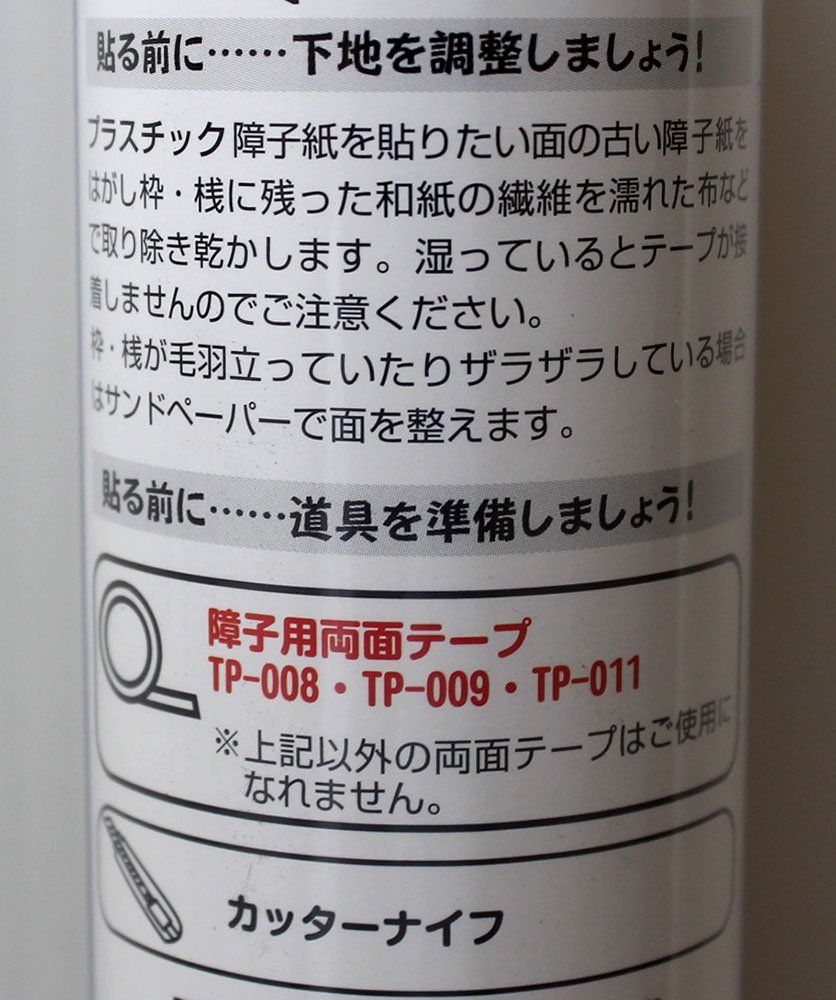 貼る前に……下地を調整しましょう!
プラスチック障子紙を貼りたい面の古い障子紙を
はがし枠・桟に残った和紙の繊維を濡れた布など
で取り除き乾かします。湿っているとテープが接
着しませんのでご注意ください。
枠・桟が毛羽立っていたりザラザラしている場合
はサンドペーパーで面を整えます。
貼る前に……道具を準備しましょう!
障子用両面テープ
TP-008・TP-009・TP-011
※上記以外の両面テープはご使用に
なれません。
カッターナイフ